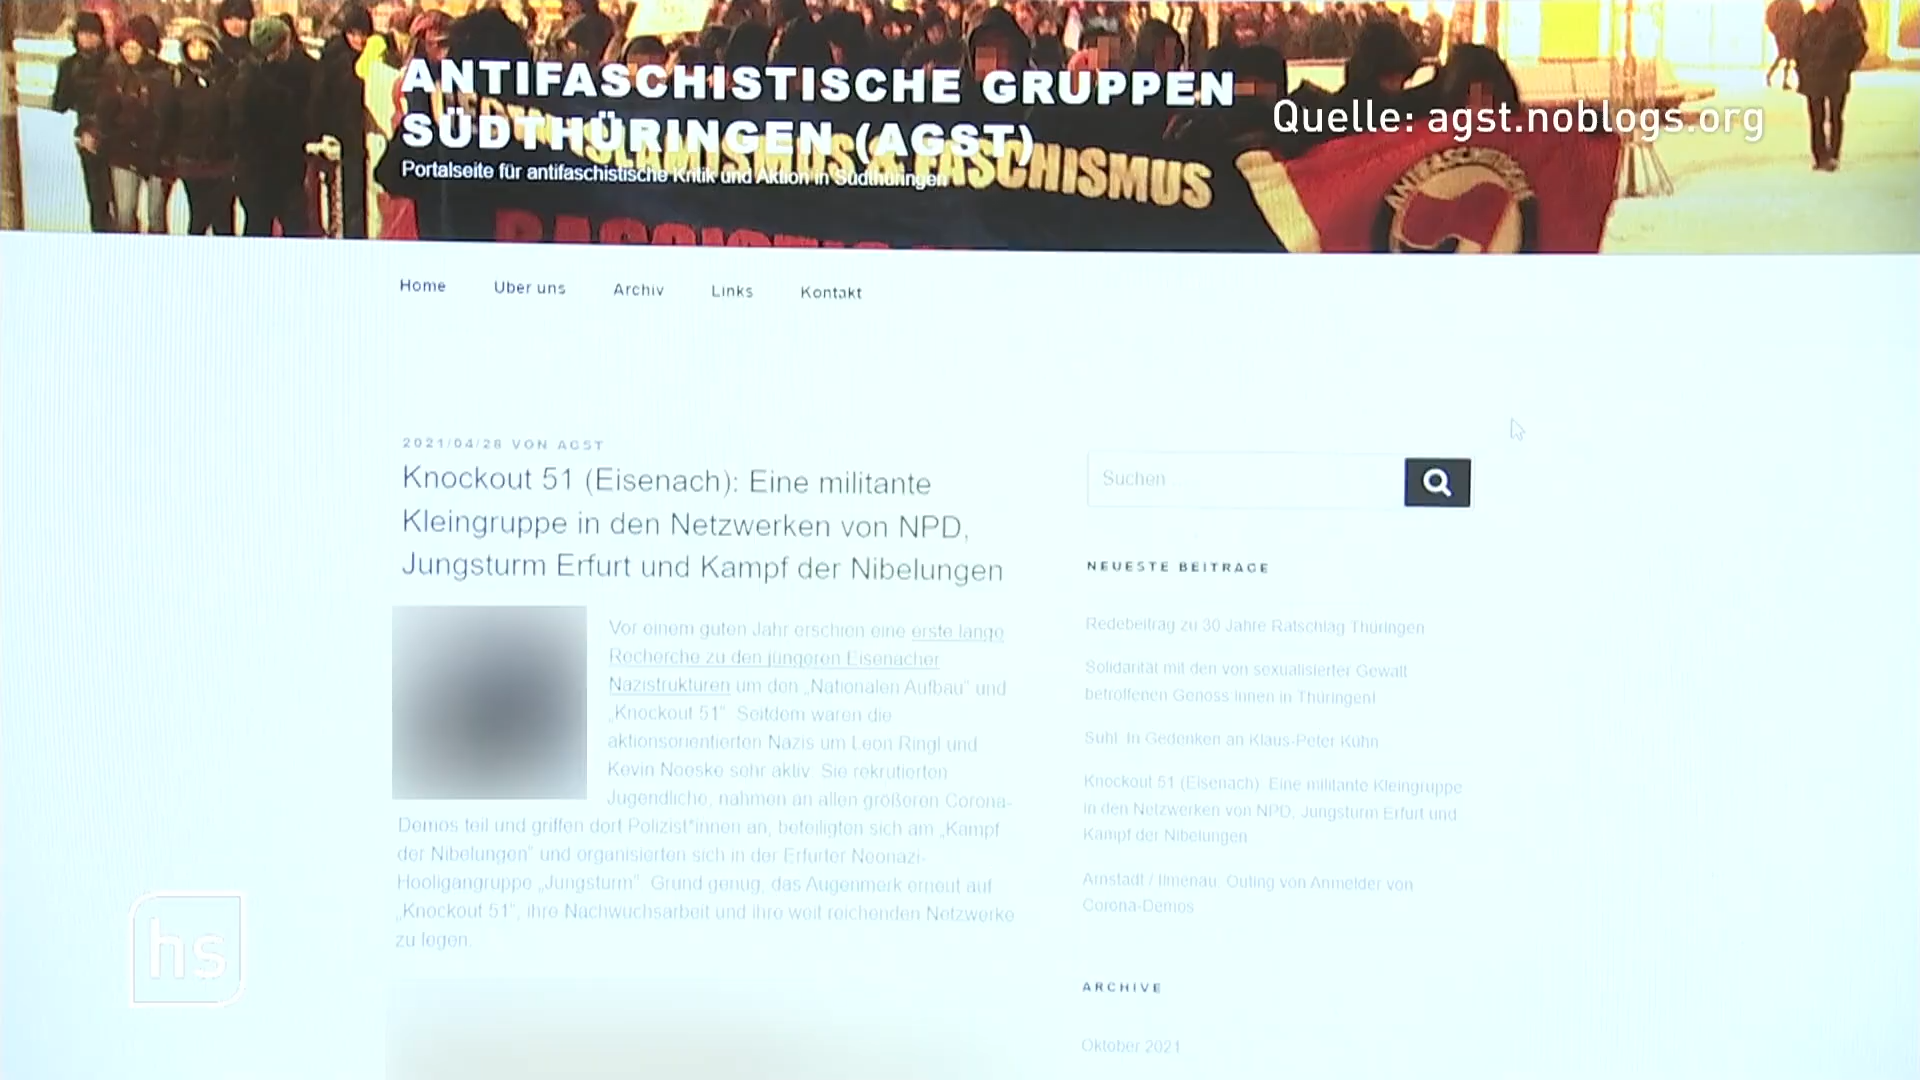 ANTIFASCHISTISCHE GRUPPEN
SÜDTHÜRINGEN (AGST)
Portalseite für antifaschistische Kritik und Aktion in Südthüringen
ISLAMISMUS & FASCHISMUS
RASSISTI
ANTIFASCHISTISCHE
Quelle: agst.noblogs.org
Home Über uns Archiv Links Kontakt
2021/04/28 VON AGST
Knockout 51 (Eisenach): Eine militante
Kleingruppe in den Netzwerken von NPD,
Jungsturm Erfurt und Kampf der Nibelungen
Vor einem guten Jahr erschien eine erste lange
Recherche zu den jüngeren Eisenacher
Nazistrukturen um den „Nationalen Aufbau“ und
„Knockout 51“. Seitdem waren die
aktionsorientierten Nazis um Leon Ringl und
Kevin Noeske sehr aktiv. Sie rekrutierten
Jugendliche, nahmen an allen größeren Corona-
Demos teil und griffen dort Polizist*innen an, beteiligten sich am „Kampf
der Nibelungen“ und organisierten sich in der Erfurter Neonazi-
Hooligangruppe „Jungsturm“. Grund genug, das Augenmerk erneut auf
„Knockout 51“, ihre Nachwuchsarbeit und ihre weit reichenden Netzwerke
zu legen.
Suchen
NEUESTE BEITRÄGE
Redebeitrag zu 30 Jahre Ratschlag Thüringen
Solidarität mit den von sexualisierter Gewalt
betroffenen Genoss_innen in Thüringen!
Suhl: In Gedenken an Klaus-Peter Kühn
Knockout 51 (Eisenach): Eine militante Kleingruppe
in den Netzwerken von NPD, Jungsturm Erfurt und
Kampf der Nibelungen
Arnstadt / Ilmenau: Outing von Anmelder von
Corona-Demos
ARCHIVE
Oktober 2021
hs